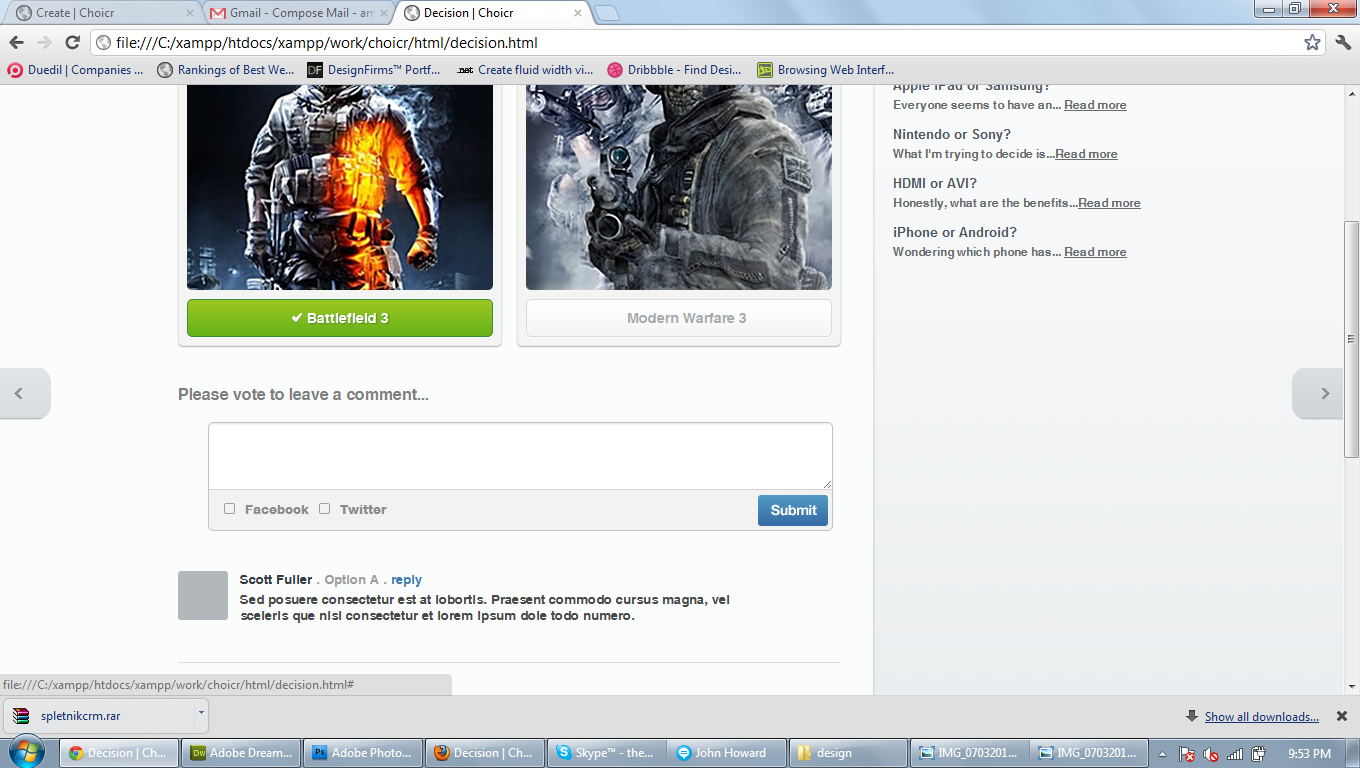 Create | Choicr
Gmail - Compose Mail - am
Decision | Choicr
file:///C:/xampp/htdocs/xampp/work/choicr/html/decision.html
Duedil | Companies ...
Rankings of Best We...
DF DesignFirms™ Portf...
.net Create fluid width vi...
Dribbble - Find Desi...
Browsing Web Interf...
Apple iPad or Samsung?
Everyone seems to have an... Read more
Nintendo or Sony?
What I'm trying to decide is...Read more
HDMI or AVI?
Honestly, what are the benefits...Read more
iPhone or Android?
Wondering which phone has... Read more
Battlefield 3
Modern Warfare 3
Please vote to leave a comment...
Facebook
Twitter
Submit
Scott Fuller . Option A . reply
Sed posuere consectetur est at lobortis. Praesent commodo cursus magna, vel
sceleris que nisl consectetur et lorem ipsum dole todo numero.
file:///C:/xampp/htdocs/xampp/work/choicr/html/decision.html#
spletnikcrm.rar
Show all downloads...
Decision | Ch...
Dw Adobe Dream...
Ps Adobe Photo...
Decision | Ch...
Skype™ - the...
John Howard
design
IMG_0703201...
IMG_0703201...
9:53 PM